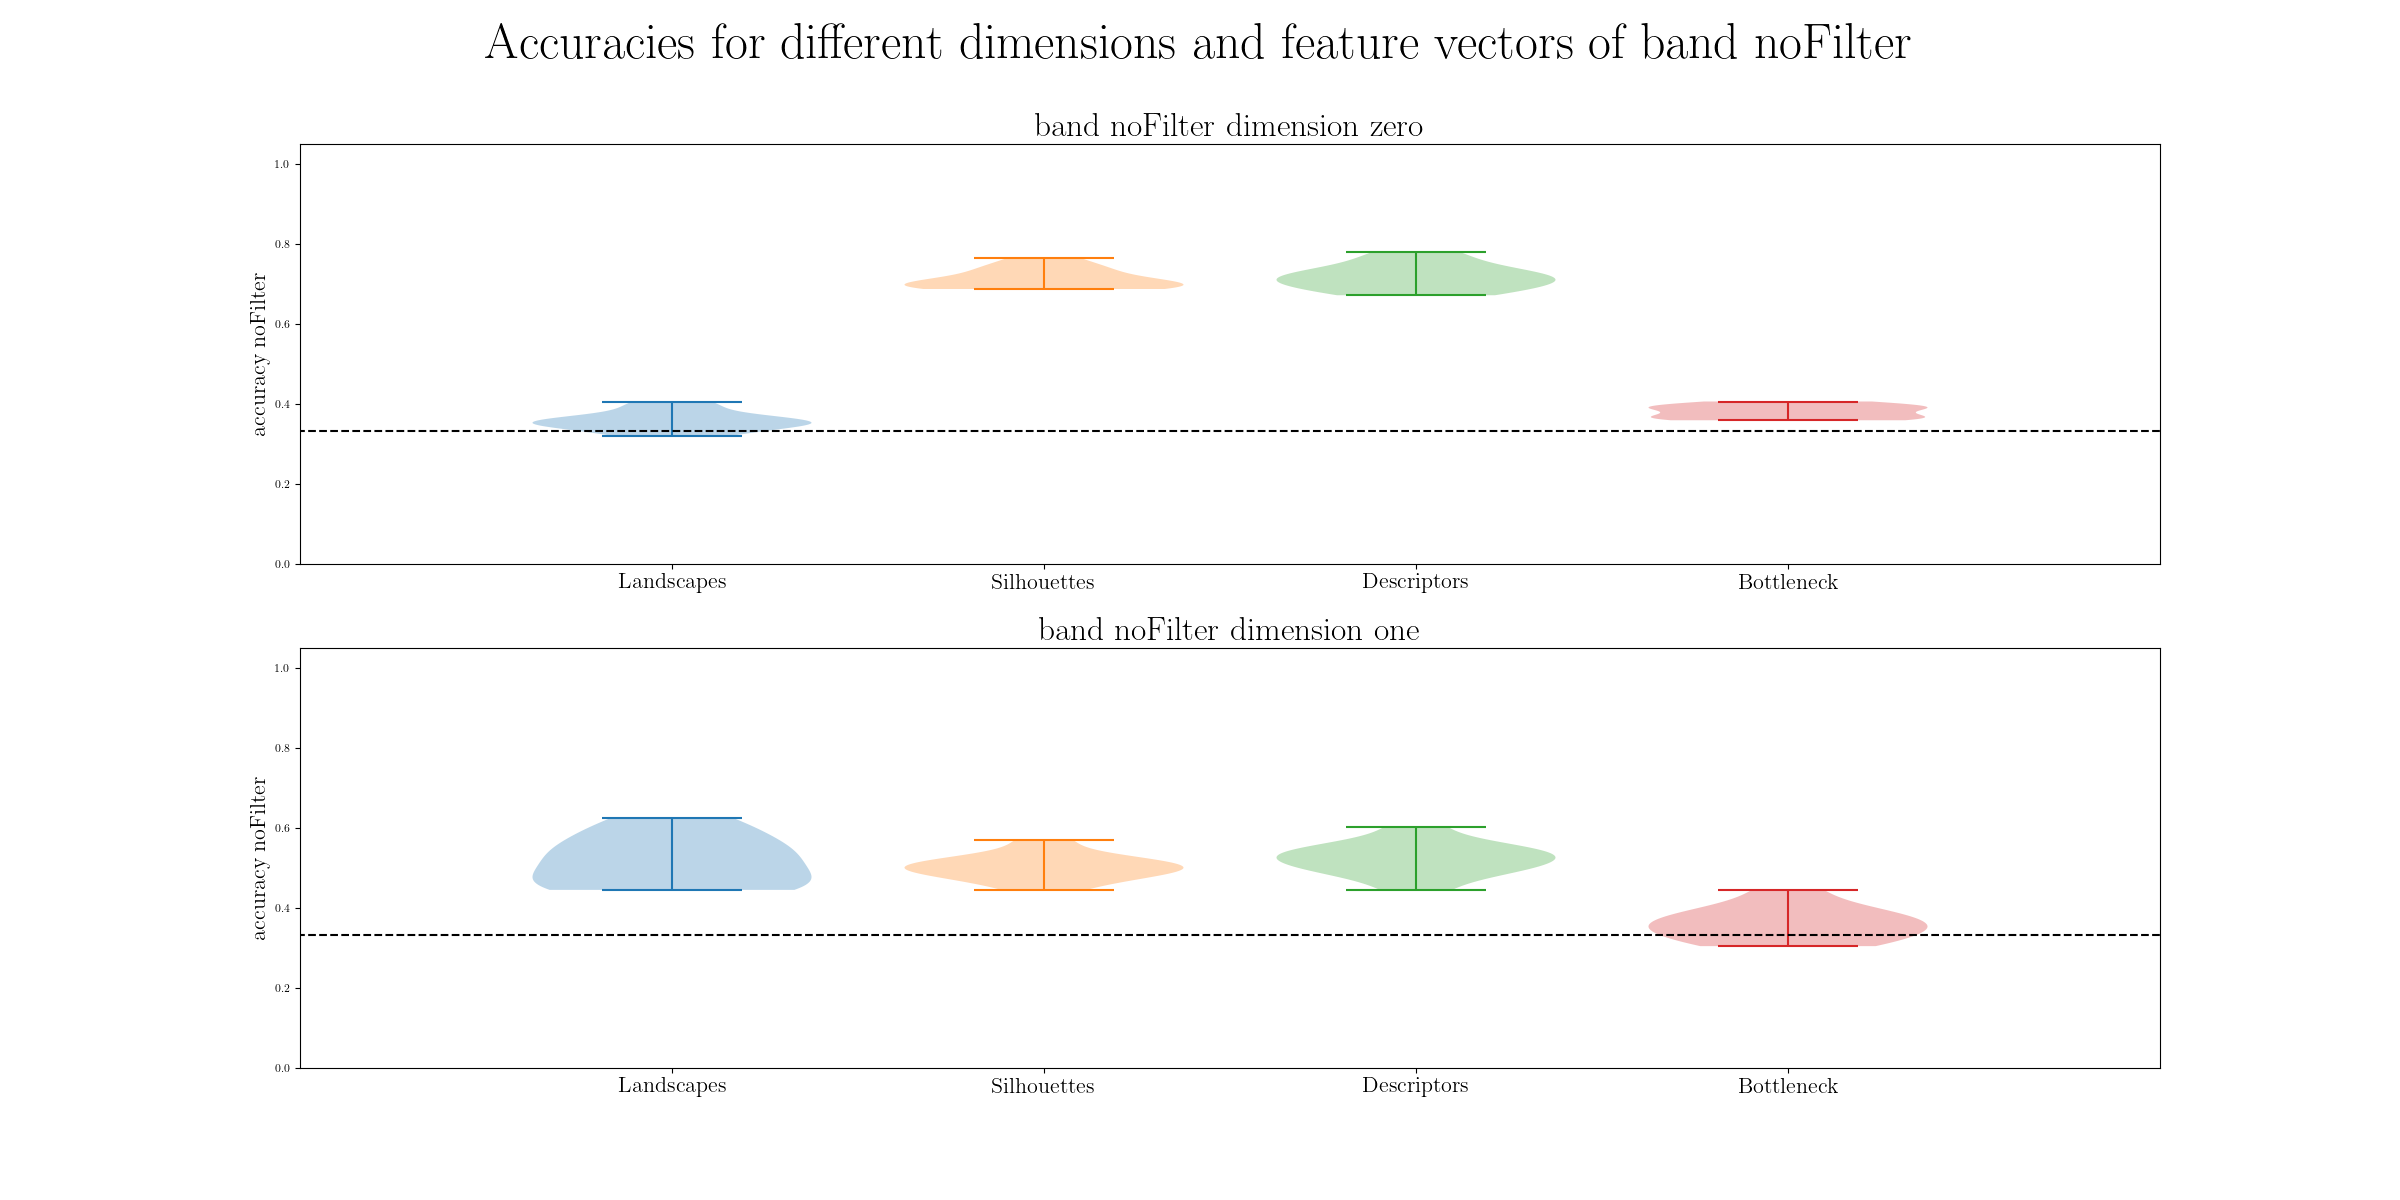 Accuracies for different dimensions and feature vectors of band noFilter
band noFilter dimension zero
1.0
0.8
0.6
0.4
0.2
0.0
accuracy noFilter
Landscapes Silhouettes Descriptors Bottleneck
band noFilter dimension one
1.0
0.8
0.6
0.4
0.2
0.0
accuracy noFilter
Landscapes Silhouettes Descriptors Bottleneck